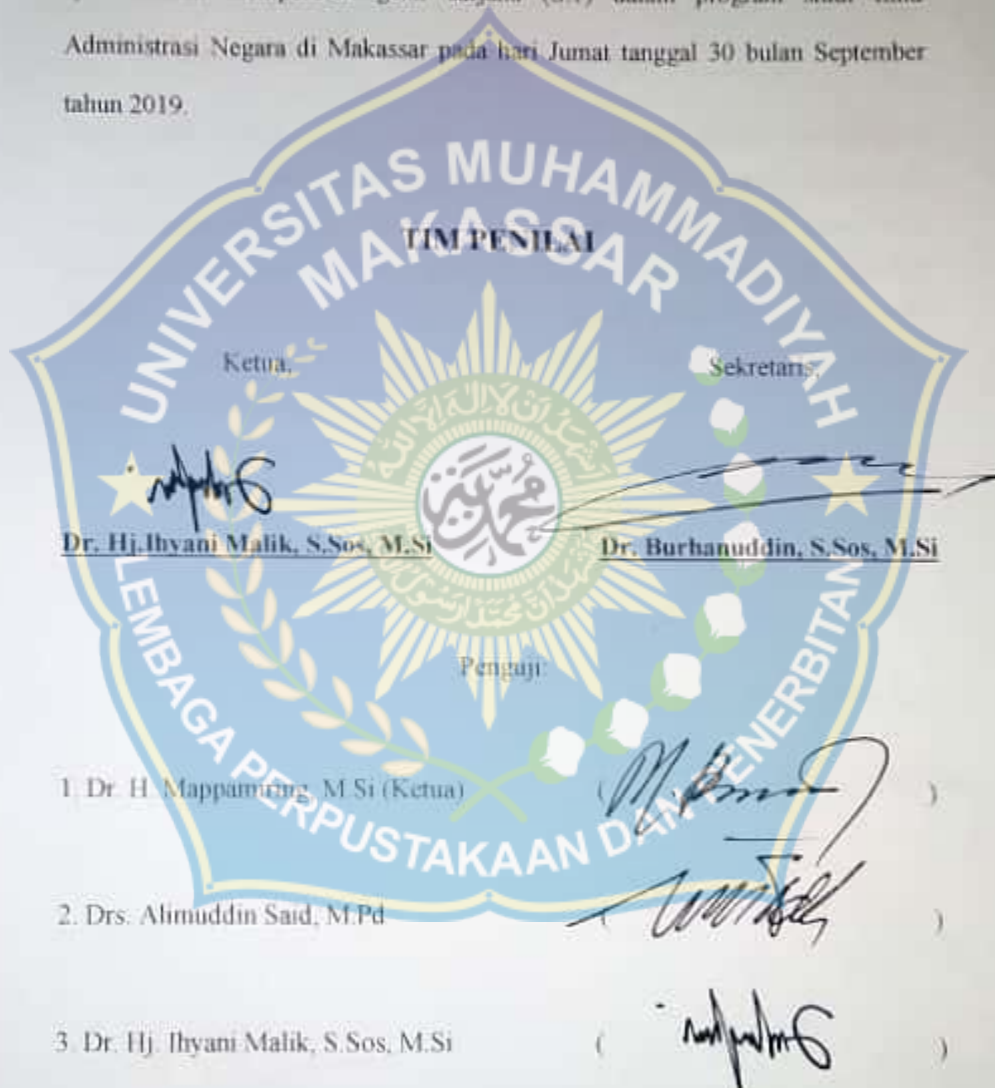 Administrasi Negara di Makassar pada hari Jumat tanggal 30 bulan September
tahun 2019.
UNIVERSITAS MUHAMMADIYAH
MAKASSAR
TIM PENILAI
Ketua,
Sekretaris,
Dr. Hj.Ihyani Malik, S.Sos, M.Si
Dr. Burhanuddin, S.Sos, M.Si
LEMBAGA PERPUSTAKAAN DAN PENERBITAN
Penguji:
1. Dr. H. Mappamiring, M.Si (Ketua) ( )
2. Drs. Alimuddin Said, M.Pd ( )
3. Dr. Hj. Ihyani Malik, S.Sos, M.Si ( )